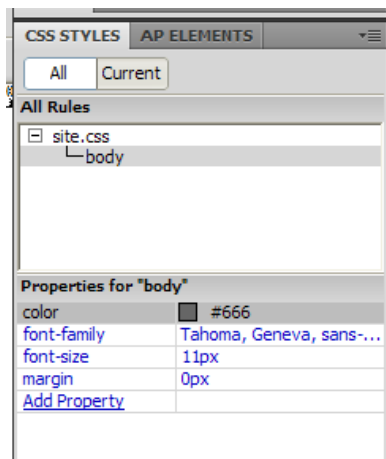 CSS STYLES AP ELEMENTS
All Current
All Rules
site.css
body
Properties for "body"
color #666
font-family Tahoma, Geneva, sans-...
font-size 11px
margin 0px
Add Property